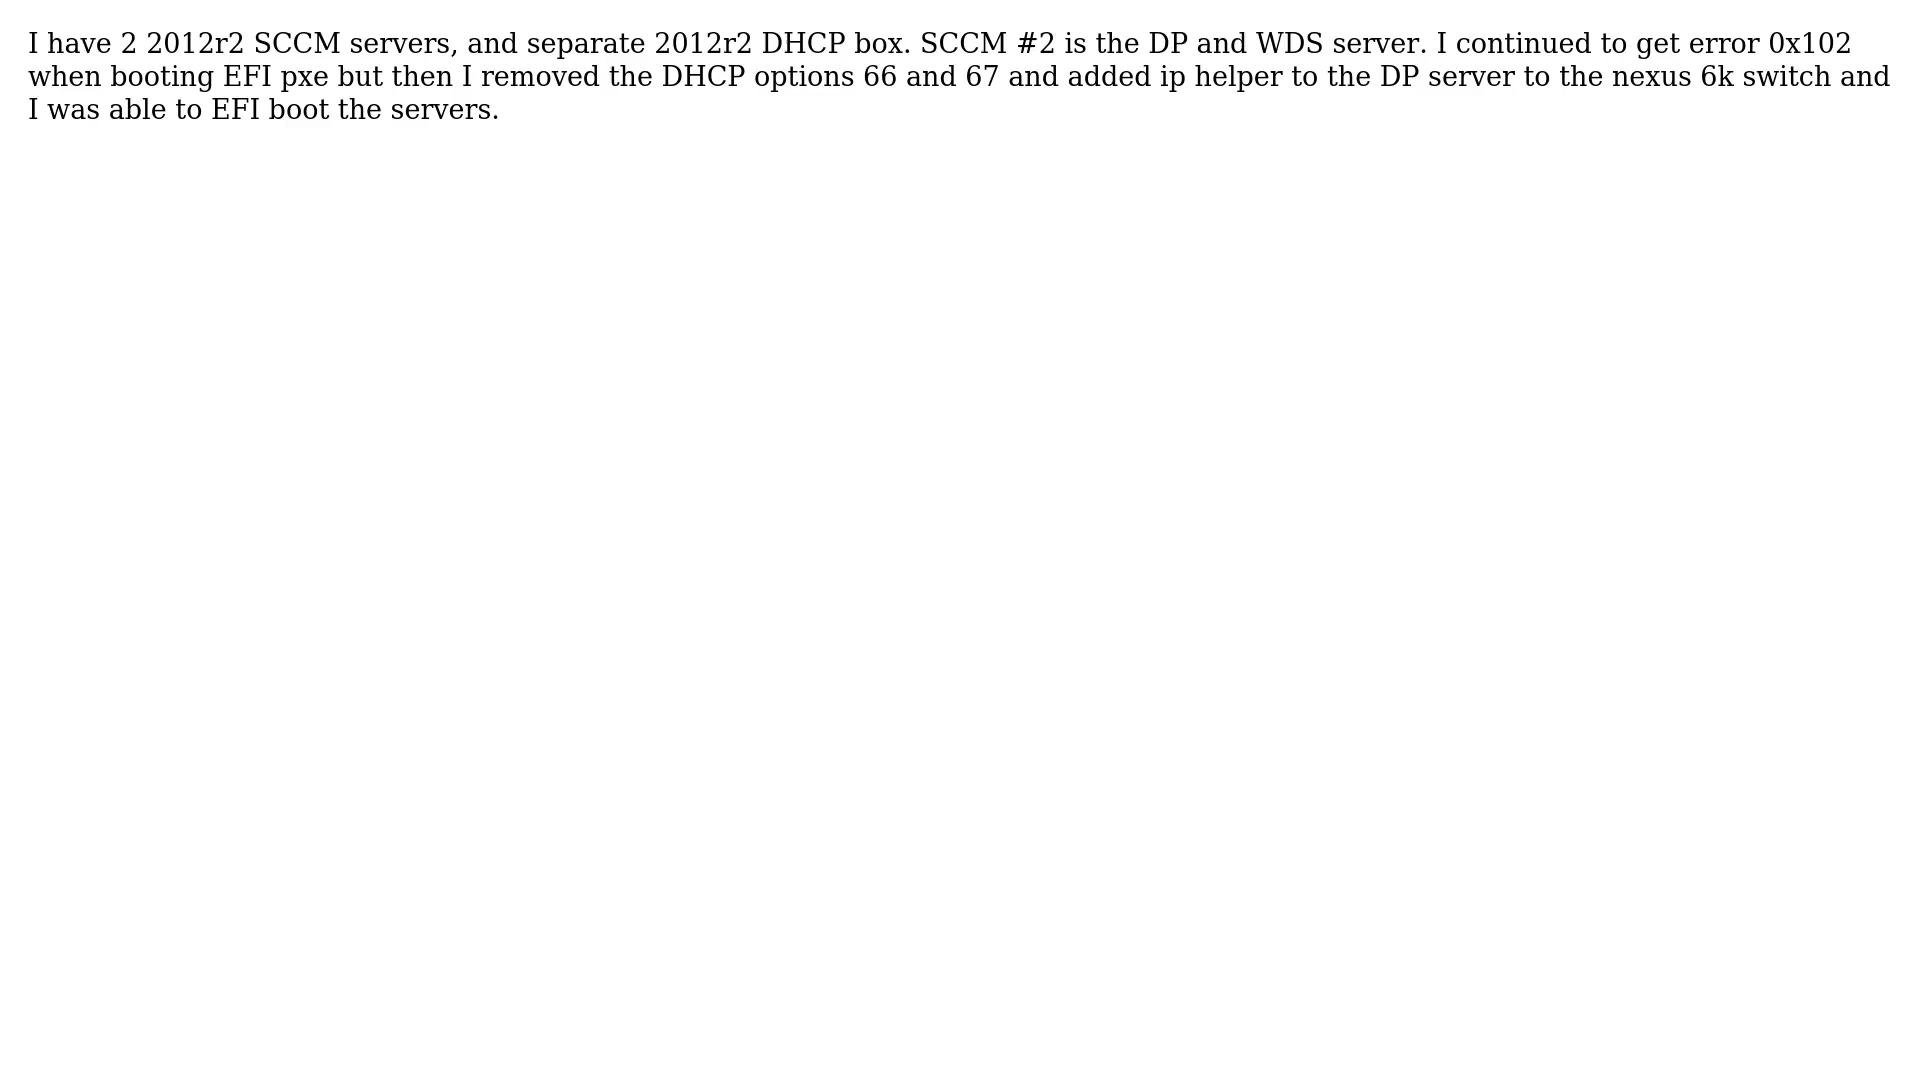 I have 2 2012r2 SCCM servers, and separate 2012r2 DHCP box. SCCM #2 is the DP and WDS server. I continued to get error 0x102
when booting EFI pxe but then I removed the DHCP options 66 and 67 and added ip helper to the DP server to the nexus 6k switch and
I was able to EFI boot the servers.